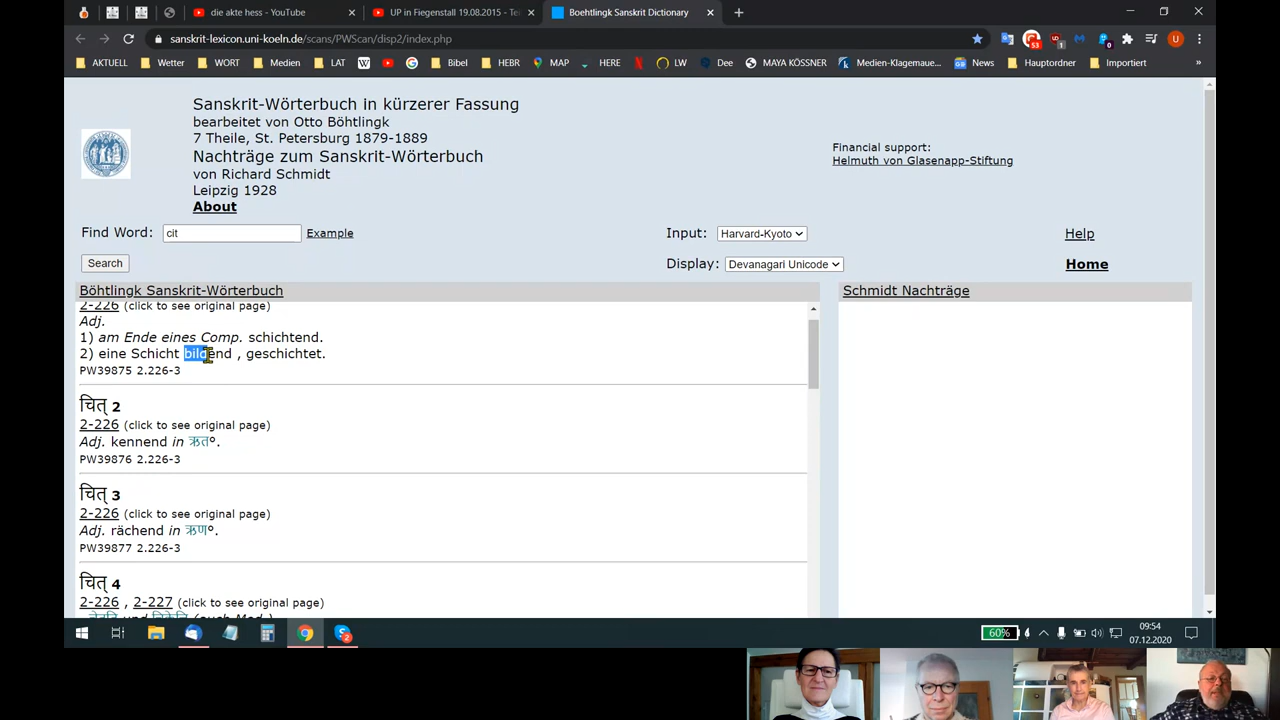 die akte hess - YouTube
UP in Fiegenstall 19.08.2015 - Te
Boehtlingk Sanskrit Dictionary
sanskrit-lexicon.uni-koeln.de/scans/PWScan/disp2/index.php
53
1
0
U
AKTUELL
Wetter
WORT
Medien
LAT
W
G
Bibel
HEBR
MAP
HERE
N
LW
Dee
MAYA KÖSSNER
Medien-Klagemaue...
News
Hauptordner
Importiert
»
Sanskrit-Wörterbuch in kürzerer Fassung
bearbeitet von Otto Böhtlingk
7 Theile, St. Petersburg 1879-1889
Nachträge zum Sanskrit-Wörterbuch
von Richard Schmidt
Leipzig 1928
About
Financial support:
Helmuth von Glasenapp-Stiftung
Find Word: cit Example
Input: Harvard-Kyoto
Help
Search
Display: Devanagari Unicode
Home
Böhtlingk Sanskrit-Wörterbuch
Schmidt Nachträge
2-226 (click to see original page)
Adj.
1) am Ende eines Comp. schichtend.
2) eine Schicht bildend , geschichtet.
PW39875 2.226-3
चित् 2
2-226 (click to see original page)
Adj. kennend in ऋत°.
PW39876 2.226-3
चित् 3
2-226 (click to see original page)
Adj. rächend in ऋण°.
PW39877 2.226-3
चित् 4
2-226 , 2-227 (click to see original page)
60%
09:54
07.12.2020